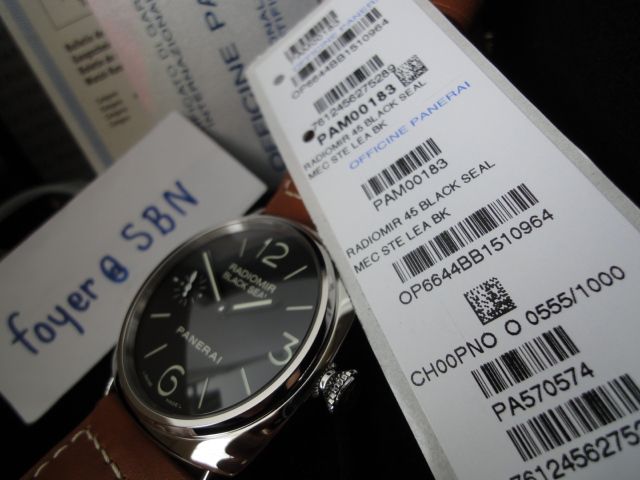 OFFICINE PANERAI
OP6644BB1510964
7612456275289
PAM00183
RADIOMIR 45 BLACK SEAL
MEC STE LEA BK
OFFICINE PANERAI
PAM00183
RADIOMIR 45 BLACK SEAL
MEC STE LEA BK
OP6644BB1510964
CH00PNO O 0555/1000
PA570574
foyer@SBN
12
RADIOMIR
BLACK SEAL
PANERAI
3
6
OFFICINE PA
INTERNAZIONA